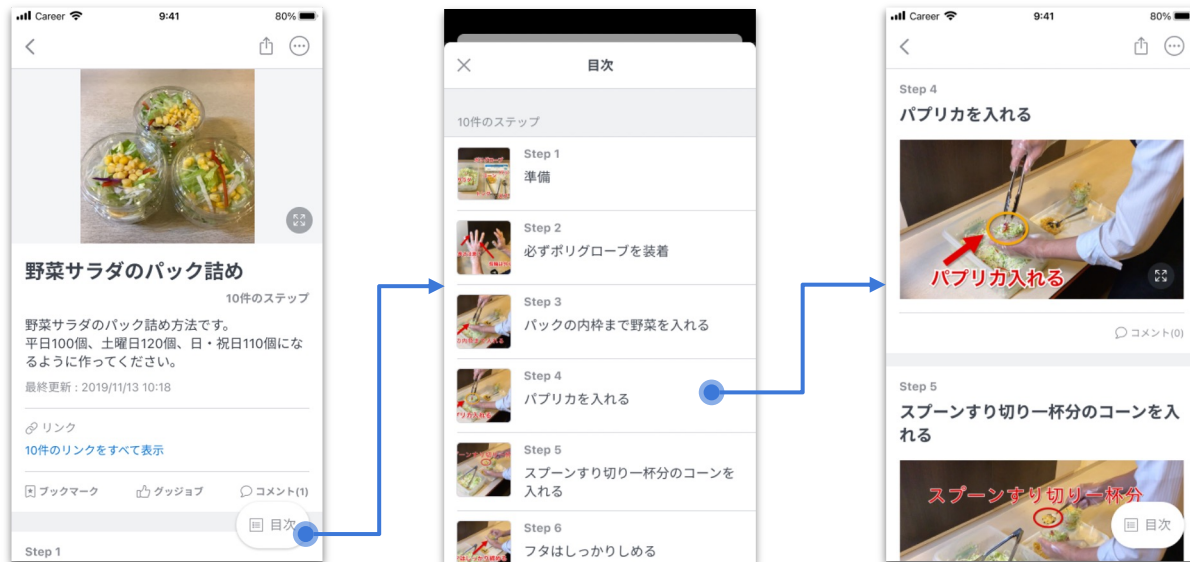 Career
9:41
80%
野菜サラダのパック詰め
10件のステップ
野菜サラダのパック詰め方法です。
平日100個、土曜日120個、日・祝日110個にな
るように作ってください。
最終更新 : 2019/11/13 10:18
リンク
10件のリンクをすべて表示
ブックマーク
グッジョブ
コメント(1)
目次
Step 1
目次
10件のステップ
Step 1
準備
Step 2
必ずポリグローブを装着
Step 3
パックの内枠まで野菜を入れる
Step 4
パプリカを入れる
Step 5
スプーンすり切り一杯分のコーンを
入れる
Step 6
フタはしっかりしめる
Career
9:41
80%
Step 4
パプリカを入れる
パプリカ入れる
コメント(0)
Step 5
スプーンすり切り一杯分のコーンを入
れる
スプーンすり切り一杯分
目次